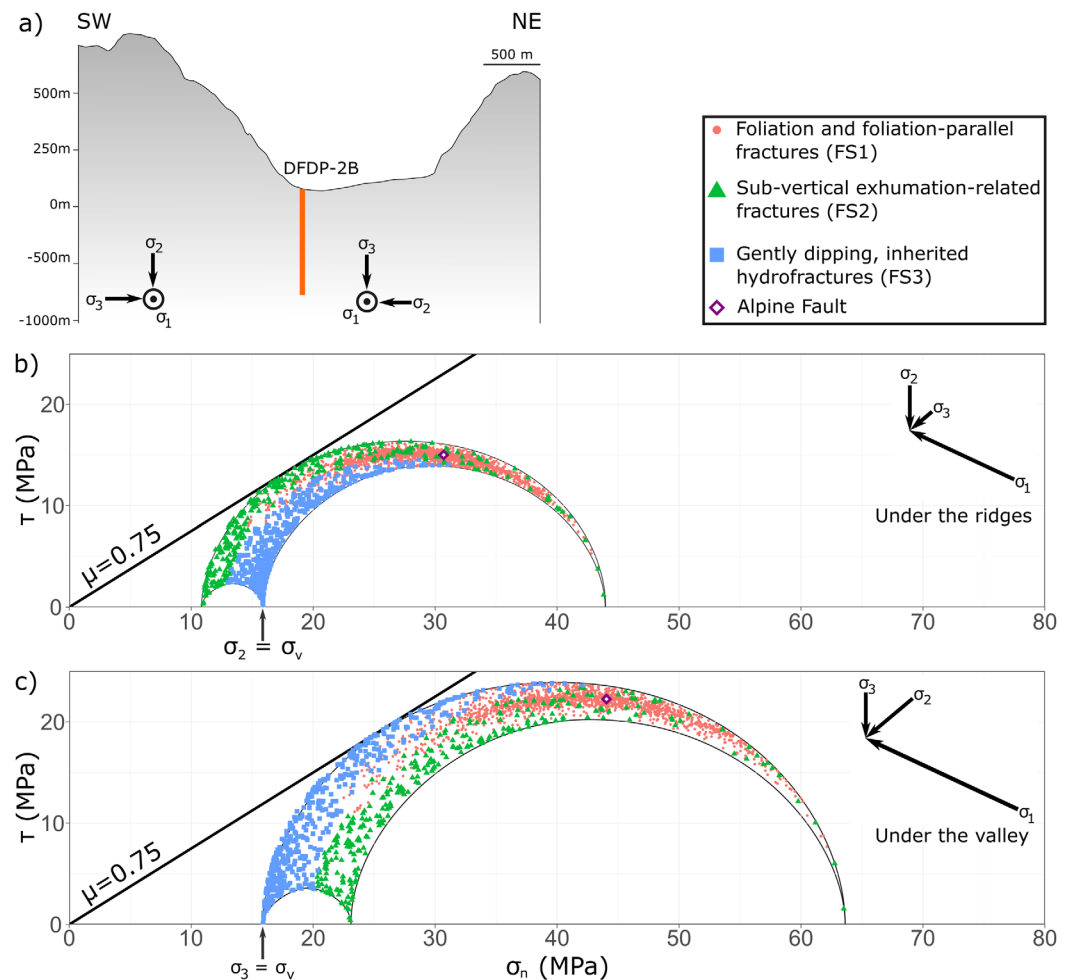 a)
SW
NE
500 m
500m
250m
0m
-500m
-1000m
DFDP-2B
σ2
σ3
σ1
σ3
σ1
σ2
Foliation and foliation-parallel
fractures (FS1)
Sub-vertical exhumation-related
fractures (FS2)
Gently dipping, inherited
hydrofractures (FS3)
Alpine Fault
b)
τ (MPa)
20
10
0
μ=0.75
σ2
σ3
σ1
Under the ridges
0 10 20 30 40 50 60 70 80
σ2 = σv
c)
τ (MPa)
20
10
0
μ=0.75
σ3
σ2
σ1
Under the valley
0 10 20 30 40 50 60 70 80
σ3 = σv
σn (MPa)